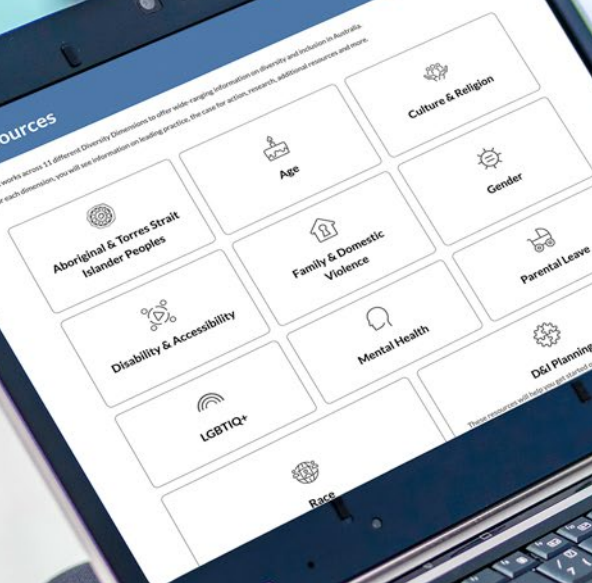 ources
works across 11 different Diversity Dimensions to offer wide-ranging information on diversity and inclusion in Australia.
r each dimension, you will see information on leading practice, the case for action, research, additional resources and more.
Aboriginal & Torres Strait
Islander Peoples
Age
Culture & Religion
Disability & Accessibility
Family & Domestic
Violence
Gender
LGBTIQ+
Mental Health
Parental Leave
Race
D&I Planning
These resources will help you get started o